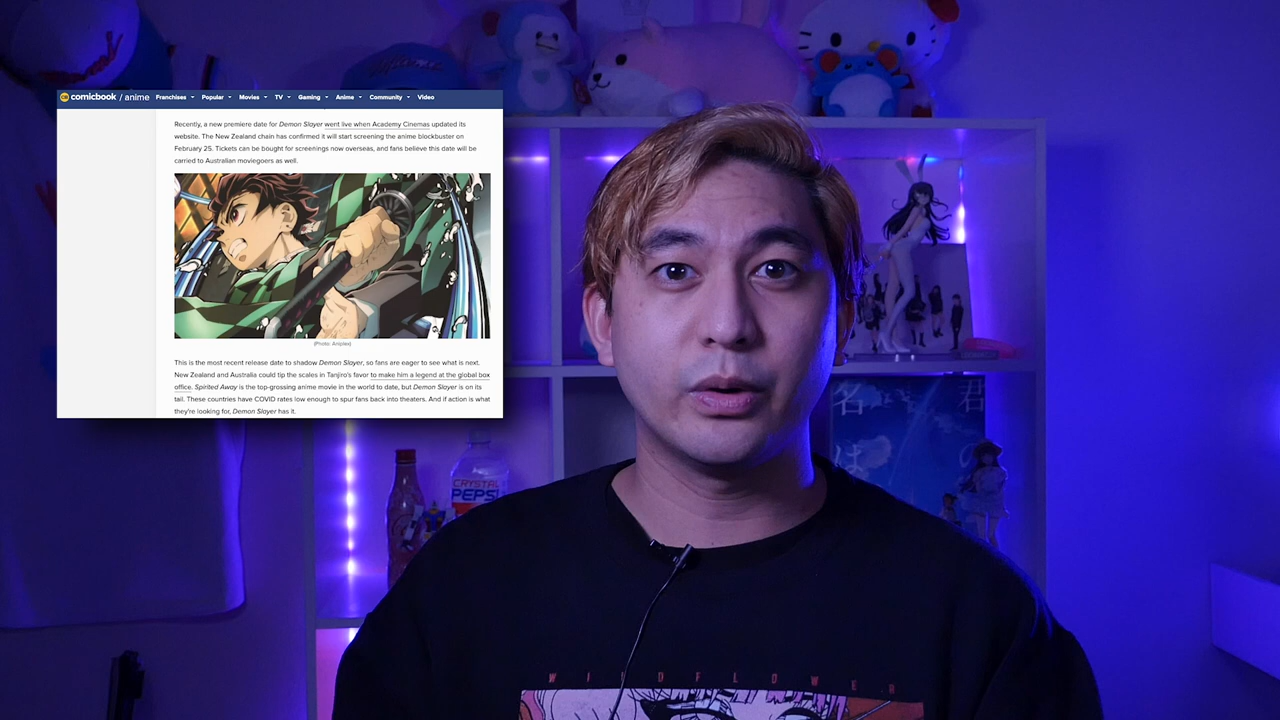 comicbook / anime Franchises Popular Movies TV Gaming Anime Community Video
Recently, a new premiere date for Demon Slayer went live when Academy Cinemas updated its
website. The New Zealand chain has confirmed it will start screening the anime blockbuster on
February 25. Tickets can be bought for screenings now overseas, and fans believe this date will be
carried to Australian moviegoers as well.
(Photo: Aniplex)
This is the most recent release date to shadow Demon Slayer, so fans are eager to see what is next.
New Zealand and Australia could tip the scales in Tanjiro's favor to make him a legend at the global box
office. Spirited Away is the top-grossing anime movie in the world to date, but Demon Slayer is on its
tail. These countries have COVID rates low enough to spur fans back into theaters. And if action is what
they're looking for, Demon Slayer has it.
君
名
の
は
CRYSTAL
PEPSI
WILDFLOWER